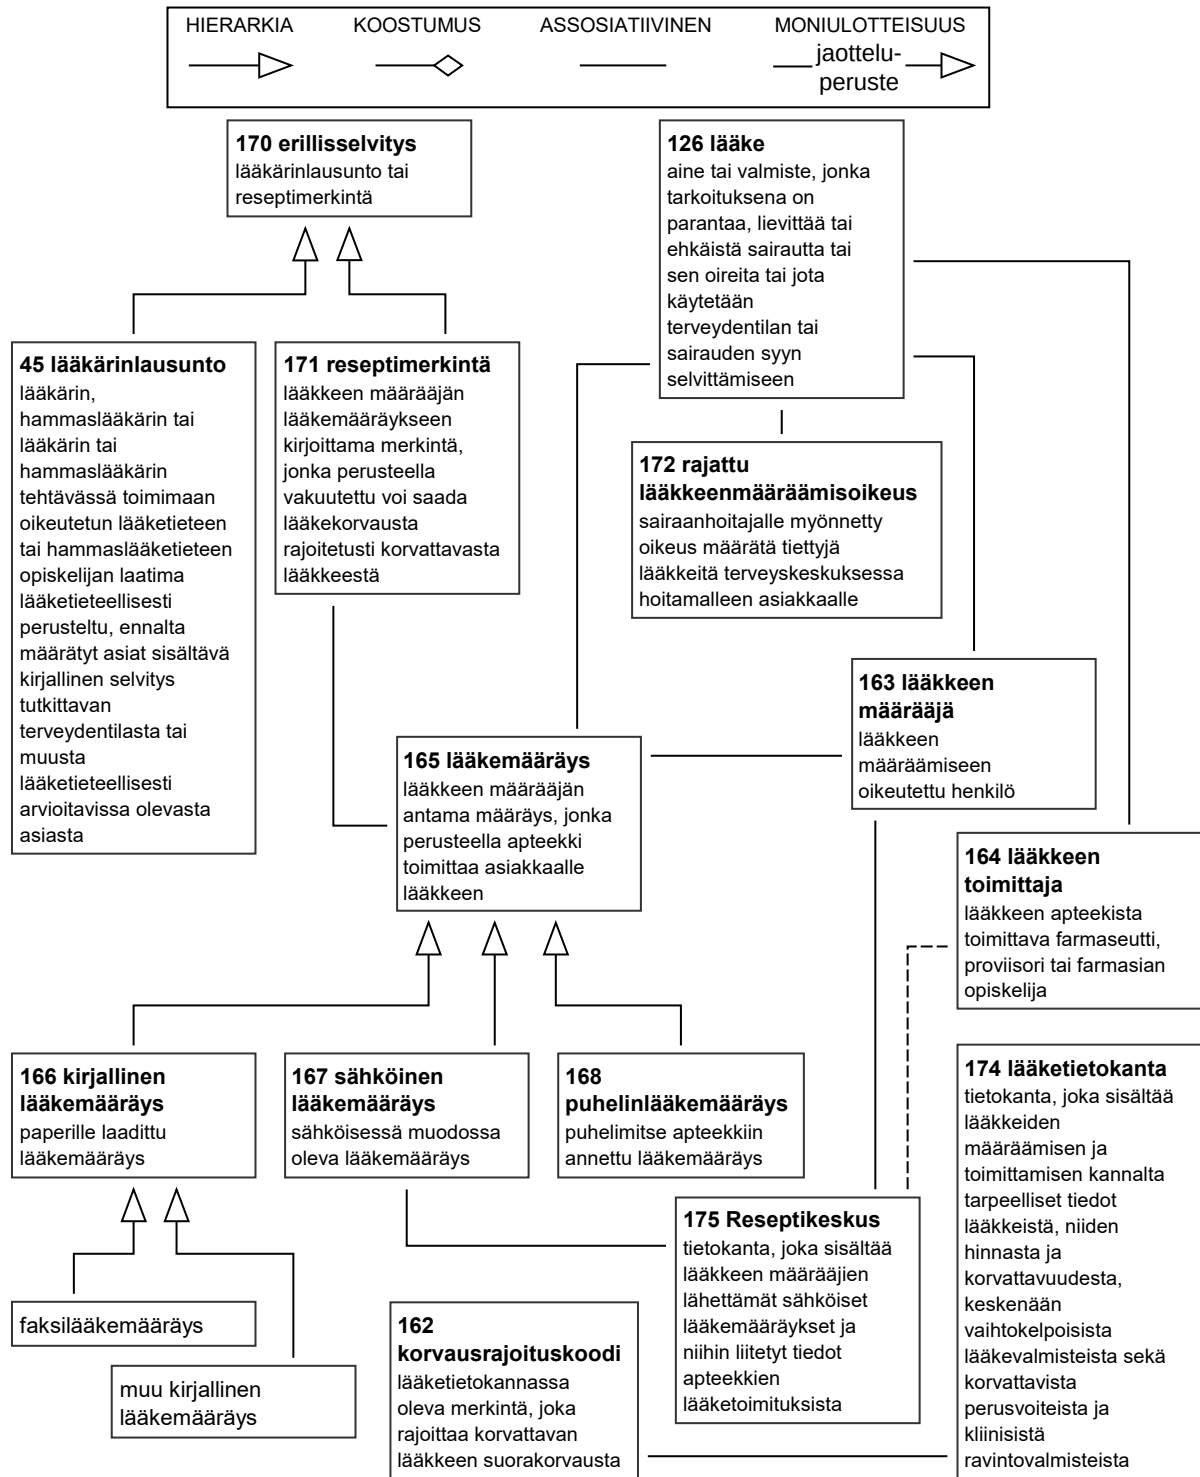 HIERARKIA
KOOSTUMUS
ASSOSIATIIVINEN
MONIULOTTEISUUS
jaottelu-
peruste
170 erillisselvitys
lääkärinlausunto tai
reseptimerkintä
126 lääke
aine tai valmiste, jonka
tarkoituksena on
parantaa, lievittää tai
ehkäistä sairautta tai
sen oireita tai jota
käytetään
terveydentilan tai
sairauden syyn
selvittämiseen
45 lääkärinlausunto
lääkärin,
hammaslääkärin tai
lääkärin tai
hammaslääkärin
tehtävässä toimimaan
oikeutetun lääketieteen
tai hammaslääketieteen
opiskelijan laatima
lääketieteellisesti
perusteltu, ennalta
määrätyt asiat sisältävä
kirjallinen selvitys
tutkittavan
terveydentilasta tai
muusta
lääketieteellisesti
arvioitavissa olevasta
asiasta
171 reseptimerkintä
lääkkeen määrääjän
lääkemääräykseen
kirjoittama merkintä,
jonka perusteella
vakuutettu voi saada
lääkekorvausta
rajoitetusti korvattavasta
lääkkeestä
172 rajattu
lääkkeenmääräämisoikeus
sairaanhoitajalle myönnetty
oikeus määrätä tiettyjä
lääkkeitä terveyskeskuksessa
hoitamalleen asiakkaalle
163 lääkkeen
määrääjä
lääkkeen
määräämiseen
oikeutettu henkilö
165 lääkemääräys
lääkkeen määrääjän
antama määräys, jonka
perusteella apteekki
toimittaa asiakkaalle
lääkkeen
164 lääkkeen
toimittaja
lääkkeen apteekista
toimittava farmaseutti,
proviisori tai farmasian
opiskelija
166 kirjallinen
lääkemääräys
paperille laadittu
lääkemääräys
167 sähköinen
lääkemääräys
sähköisessä muodossa
oleva lääkemääräys
168
puhelinlääkemääräys
puhelimitse apteekkiin
annettu lääkemääräys
174 lääketietokanta
tietokanta, joka sisältää
lääkkeiden
määräämisen ja
toimittamisen kannalta
tarpeelliset tiedot
lääkkeistä, niiden
hinnasta ja
korvattavuudesta,
keskenään
vaihtokelpoisista
lääkevalmisteista sekä
korvattavista
perusvoiteista ja
kliinisistä
ravintovalmisteista
175 Reseptikeskus
tietokanta, joka sisältää
lääkkeen määrääjien
lähettämät sähköiset
lääkemääräykset ja
niihin liitetyt tiedot
apteekkien
lääketoimituksista
faksilääkemääräys
muu kirjallinen
lääkemääräys
162
korvausrajoituskoodi
lääketietokannassa
oleva merkintä, joka
rajoittaa korvattavan
lääkkeen suorakorvausta